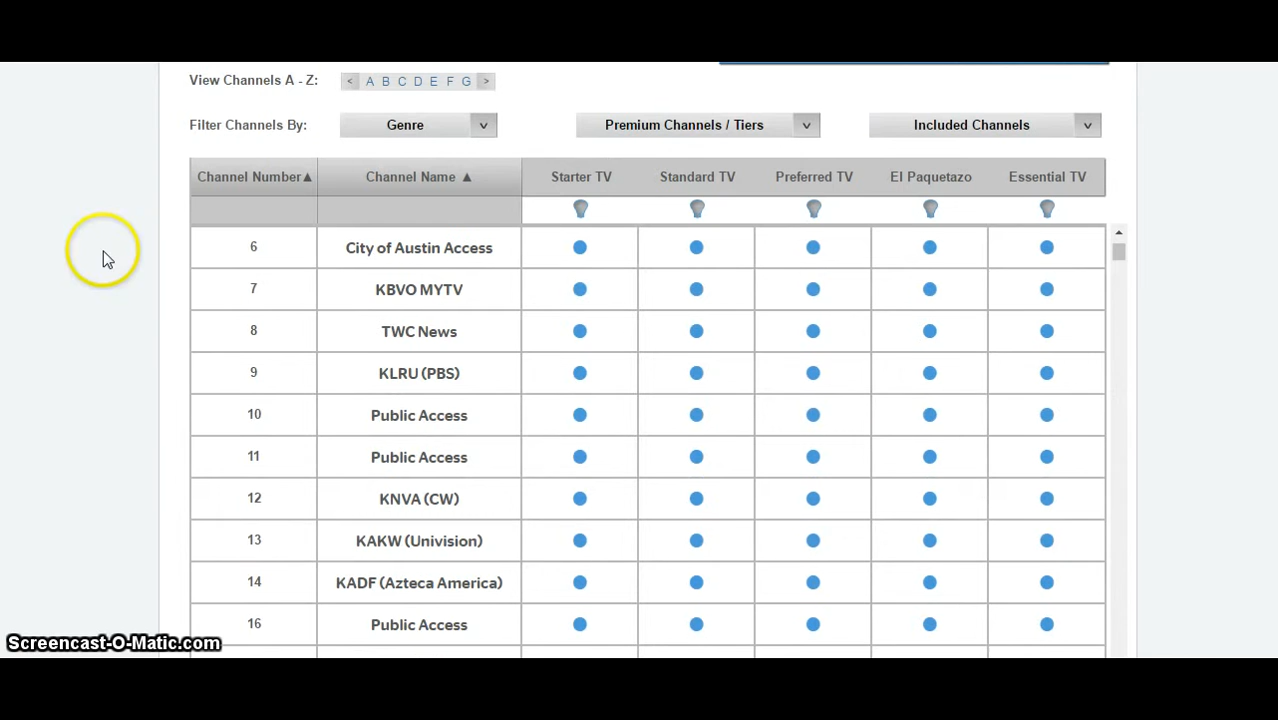 View Channels A - Z: < A B C D E F G >
Filter Channels By: Genre v Premium Channels / Tiers v Included Channels v
Channel Number▲ Channel Name ▲ Starter TV Standard TV Preferred TV El Paquetazo Essential TV
6 City of Austin Access
7 KBVO MYTV
8 TWC News
9 KLRU (PBS)
10 Public Access
11 Public Access
12 KNVA (CW)
13 KAKW (Univision)
14 KADF (Azteca America)
16 Public Access
Screencast-O-Matic.com